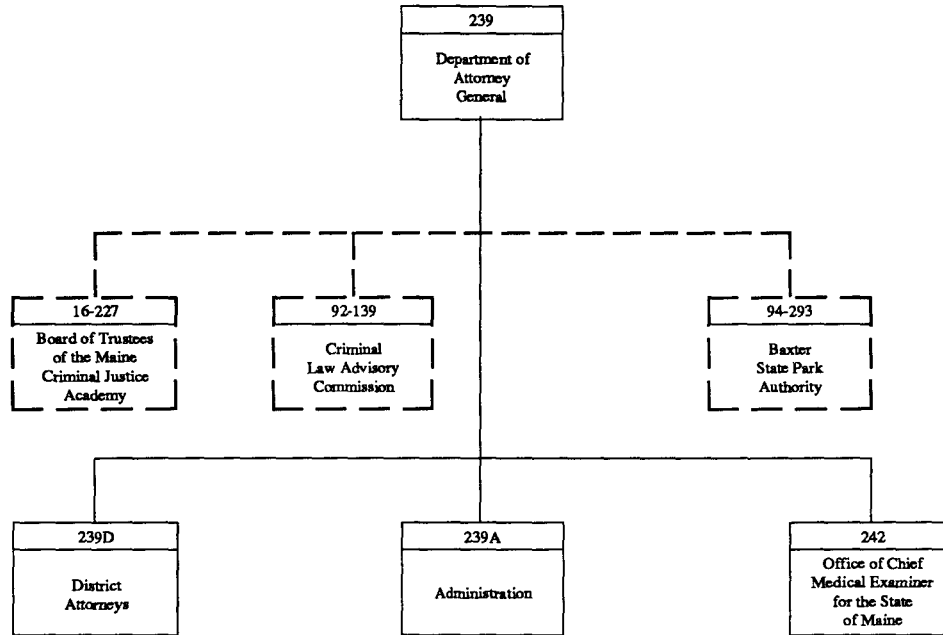 239
Department of
Attorney
General
16-227
Board of Trustees
of the Maine
Criminal Justice
Academy
92-139
Criminal
Law Advisory
Commission
94-293
Baxter
State Park
Authority
239D
District
Attorneys
239A
Administration
242
Office of Chief
Medical Examiner
for the State
of Maine